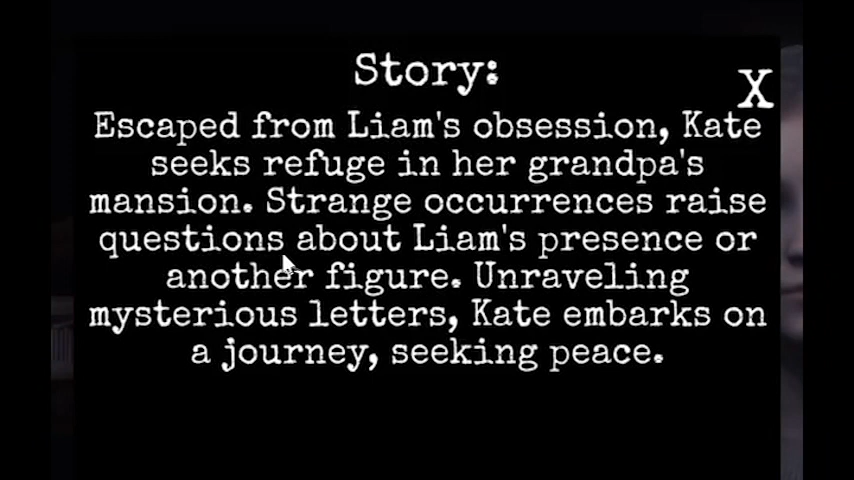 Story:
X
Escaped from Liam's obsession, Kate
seeks refuge in her grandpa's
mansion. Strange occurrences raise
questions about Liam's presence or
another figure. Unraveling
mysterious letters, Kate embarks on
a journey, seeking peace.